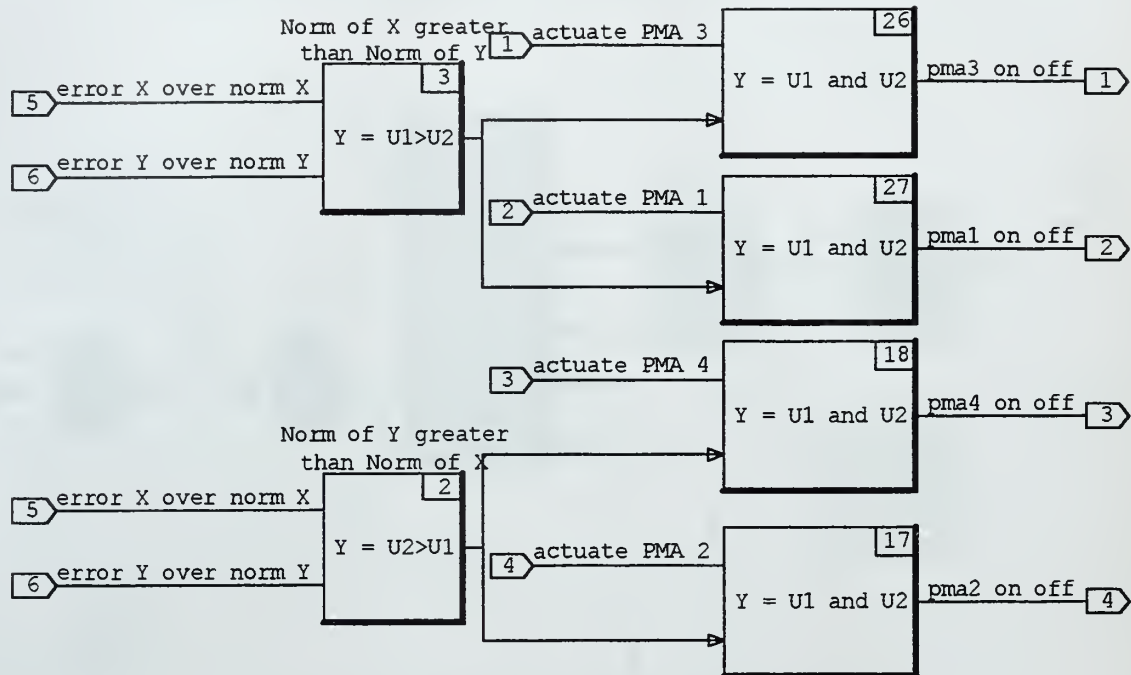 Norm of X greater
than Norm of Y
3
5 error X over norm X
6 error Y over norm Y
Y = U1>U2
1 actuate PMA 3
26
Y = U1 and U2
pma3 on off 1
2 actuate PMA 1
27
Y = U1 and U2
pma1 on off 2
3 actuate PMA 4
18
Y = U1 and U2
pma4 on off 3
Norm of Y greater
than Norm of X
2
5 error X over norm X
6 error Y over norm Y
Y = U2>U1
4 actuate PMA 2
17
Y = U1 and U2
pma2 on off 4